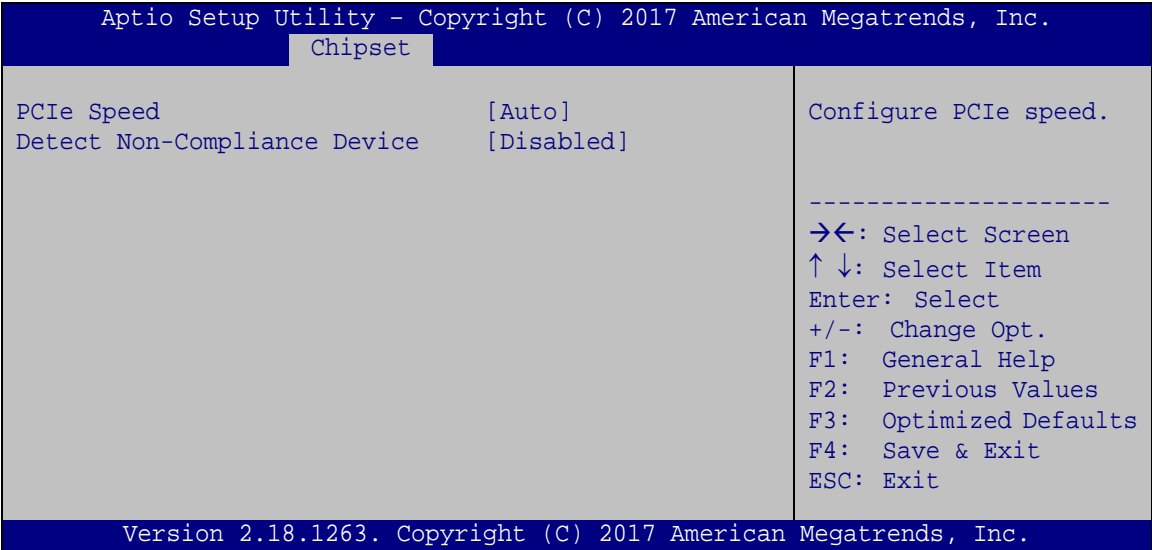 Aptio Setup Utility – Copyright (C) 2017 American Megatrends, Inc.
Chipset
PCIe Speed [Auto]
Detect Non-Compliance Device [Disabled]
Configure PCIe speed.
---------------------
→←: Select Screen
↑ ↓: Select Item
Enter: Select
+/-: Change Opt.
F1: General Help
F2: Previous Values
F3: Optimized Defaults
F4: Save & Exit
ESC: Exit
Version 2.18.1263. Copyright (C) 2017 American Megatrends, Inc.